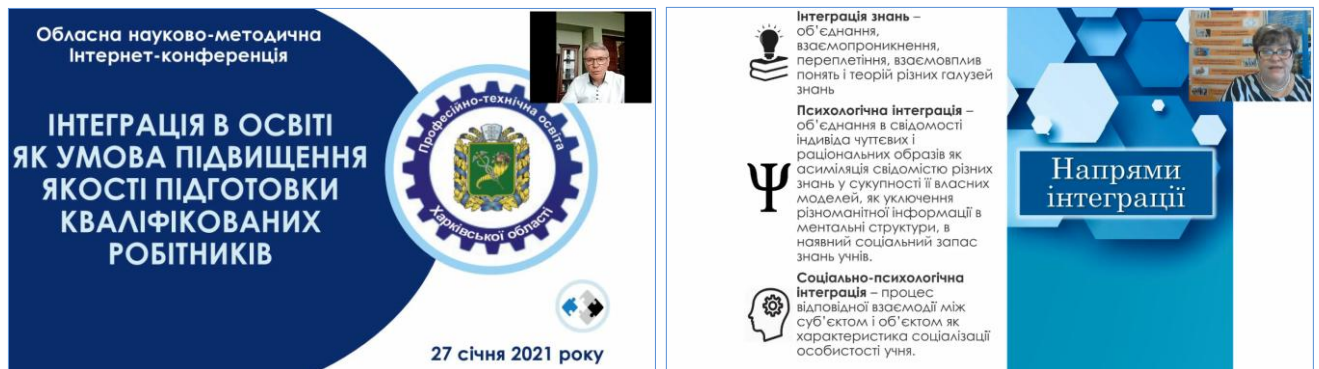 Обласна науково-методична
Інтернет-конференція
ІНТЕГРАЦІЯ В ОСВІТІ
ЯК УМОВА ПІДВИЩЕННЯ
ЯКОСТІ ПІДГОТОВКИ
КВАЛІФІКОВАНИХ
РОБІТНИКІВ
Професійно-технічна освіта
Харківської області
27 січня 2021 року
Інтеграція знань –
об’єднання,
взаємопроникнення,
переплетіння, взаємовплив
понять і теорій різних галузей
знань
Психологічна інтеграція –
об’єднання в свідомості
індивіда чуттєвих і
раціональних образів як
асиміляція свідомістю різних
знань у сукупності її власних
моделей, як уключення
різноманітної інформації в
ментальні структури, в
наявний соціальний запас
знань учнів.
Ψ
Соціально-психологічна
інтеграція – процес
відповідної взаємодії між
суб’єктом і об’єктом як
характеристика соціалізації
особистості учня.
Напрями
інтеграції